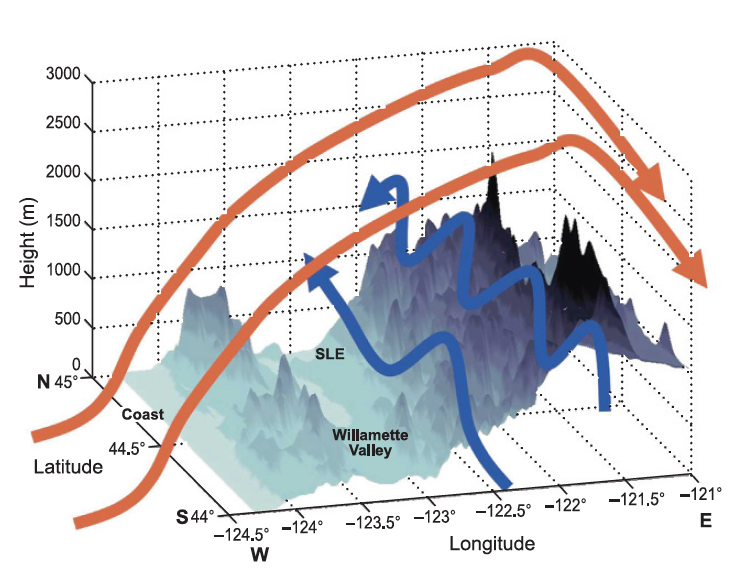 3000
2500
2000
1500
1000
500
0
Height (m)
N 45°
44.5°
S 44°
Latitude
Coast
SLE
Willamette
Valley
−124.5°
−124°
−123.5°
−123°
−122.5°
−122°
−121.5°
−121°
W
E
Longitude